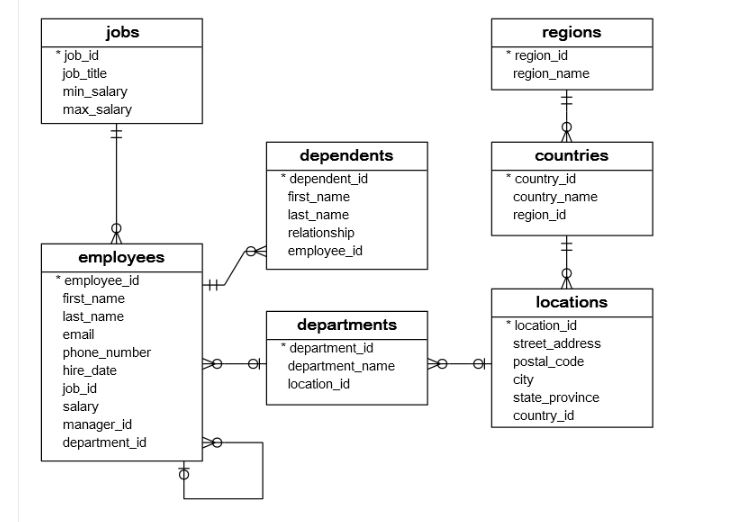 jobs
* job_id
job_title
min_salary
max_salary
regions
* region_id
region_name
dependents
* dependent_id
first_name
last_name
relationship
employee_id
countries
* country_id
country_name
region_id
employees
* employee_id
first_name
last_name
email
phone_number
hire_date
job_id
salary
manager_id
department_id
departments
* department_id
department_name
location_id
locations
* location_id
street_address
postal_code
city
state_province
country_id